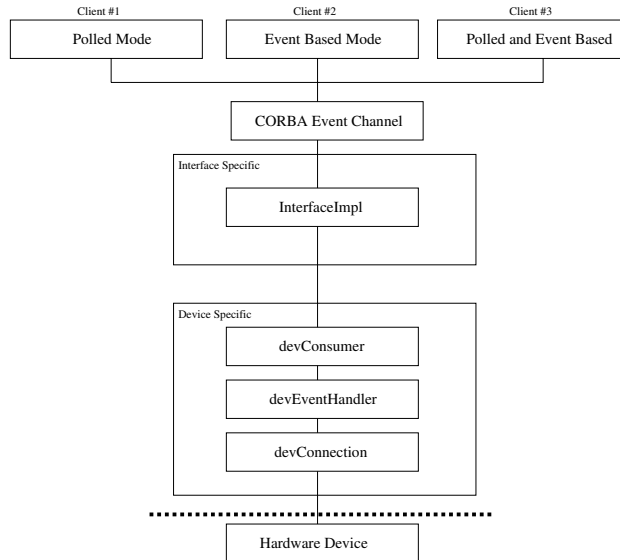 Client #1
Client #2
Client #3
Polled Mode
Event Based Mode
Polled and Event Based
CORBA Event Channel
Interface Specific
InterfaceImpl
Device Specific
devConsumer
devEventHandler
devConnection
Hardware Device